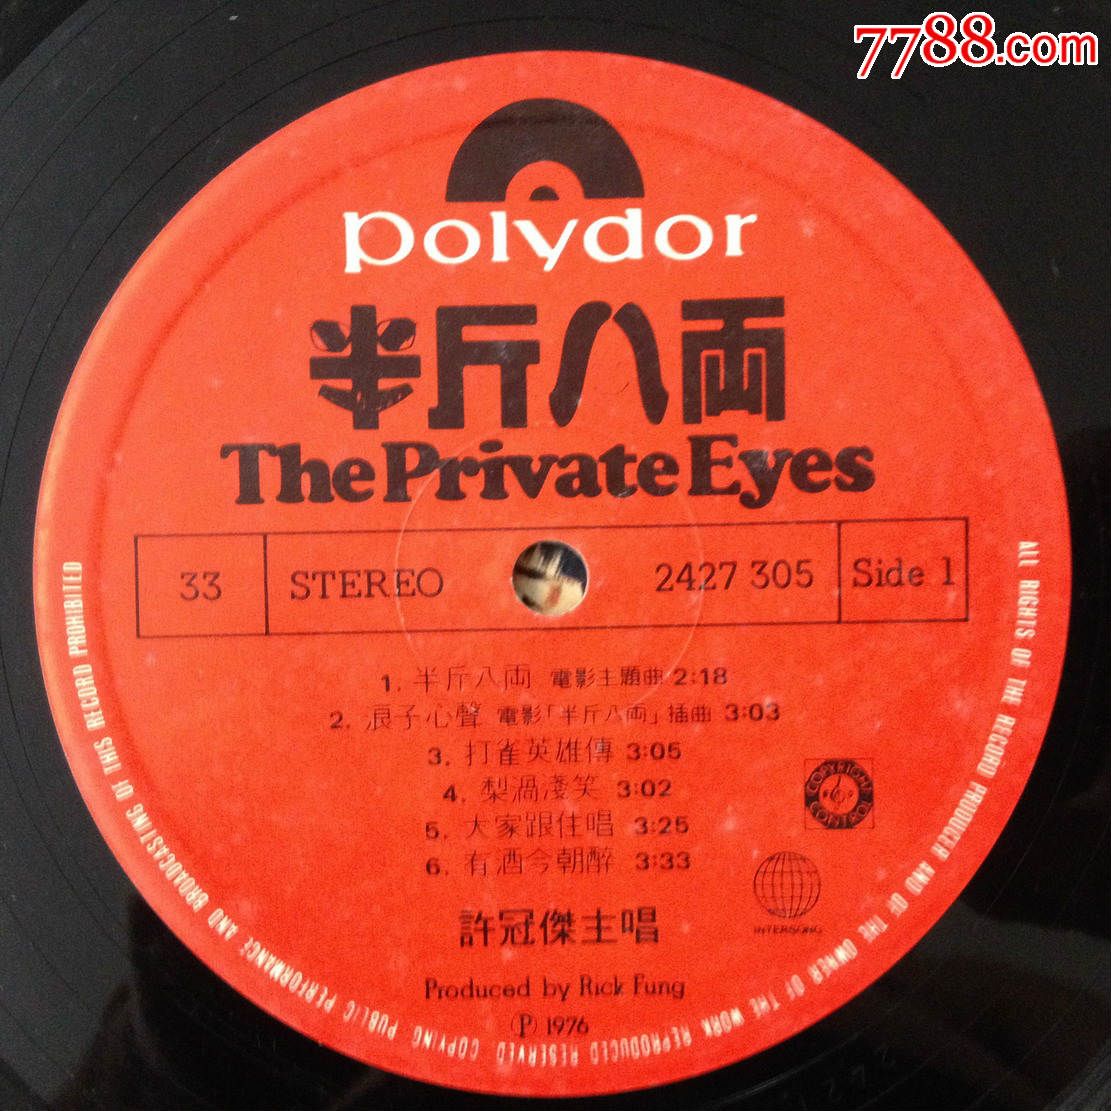 7788.com
polydor
半斤八両
The Private Eyes
33 STEREO 2427 305 Side 1
1. 半斤八両 電影主題曲 2:18
2. 浪子心聲 電影「半斤八両」插曲 3:03
3. 打雀英雄傳 3:05
4. 梨渦淺笑 3:02
5. 大家跟住唱 3:25
6. 有酒今朝醉 3:33
COPYRIGHT CONTROL
INTERSONG
許冠傑主唱
Produced by Rick Fung
(P) 1976
ALL RIGHTS OF THE RECORD PRODUCER AND OF THE OWNER OF THE WORK REPRODUCED RESERVED COPYING PUBLIC PERFORMANCE AND BROADCASTING OF THIS RECORD PROHIBITED